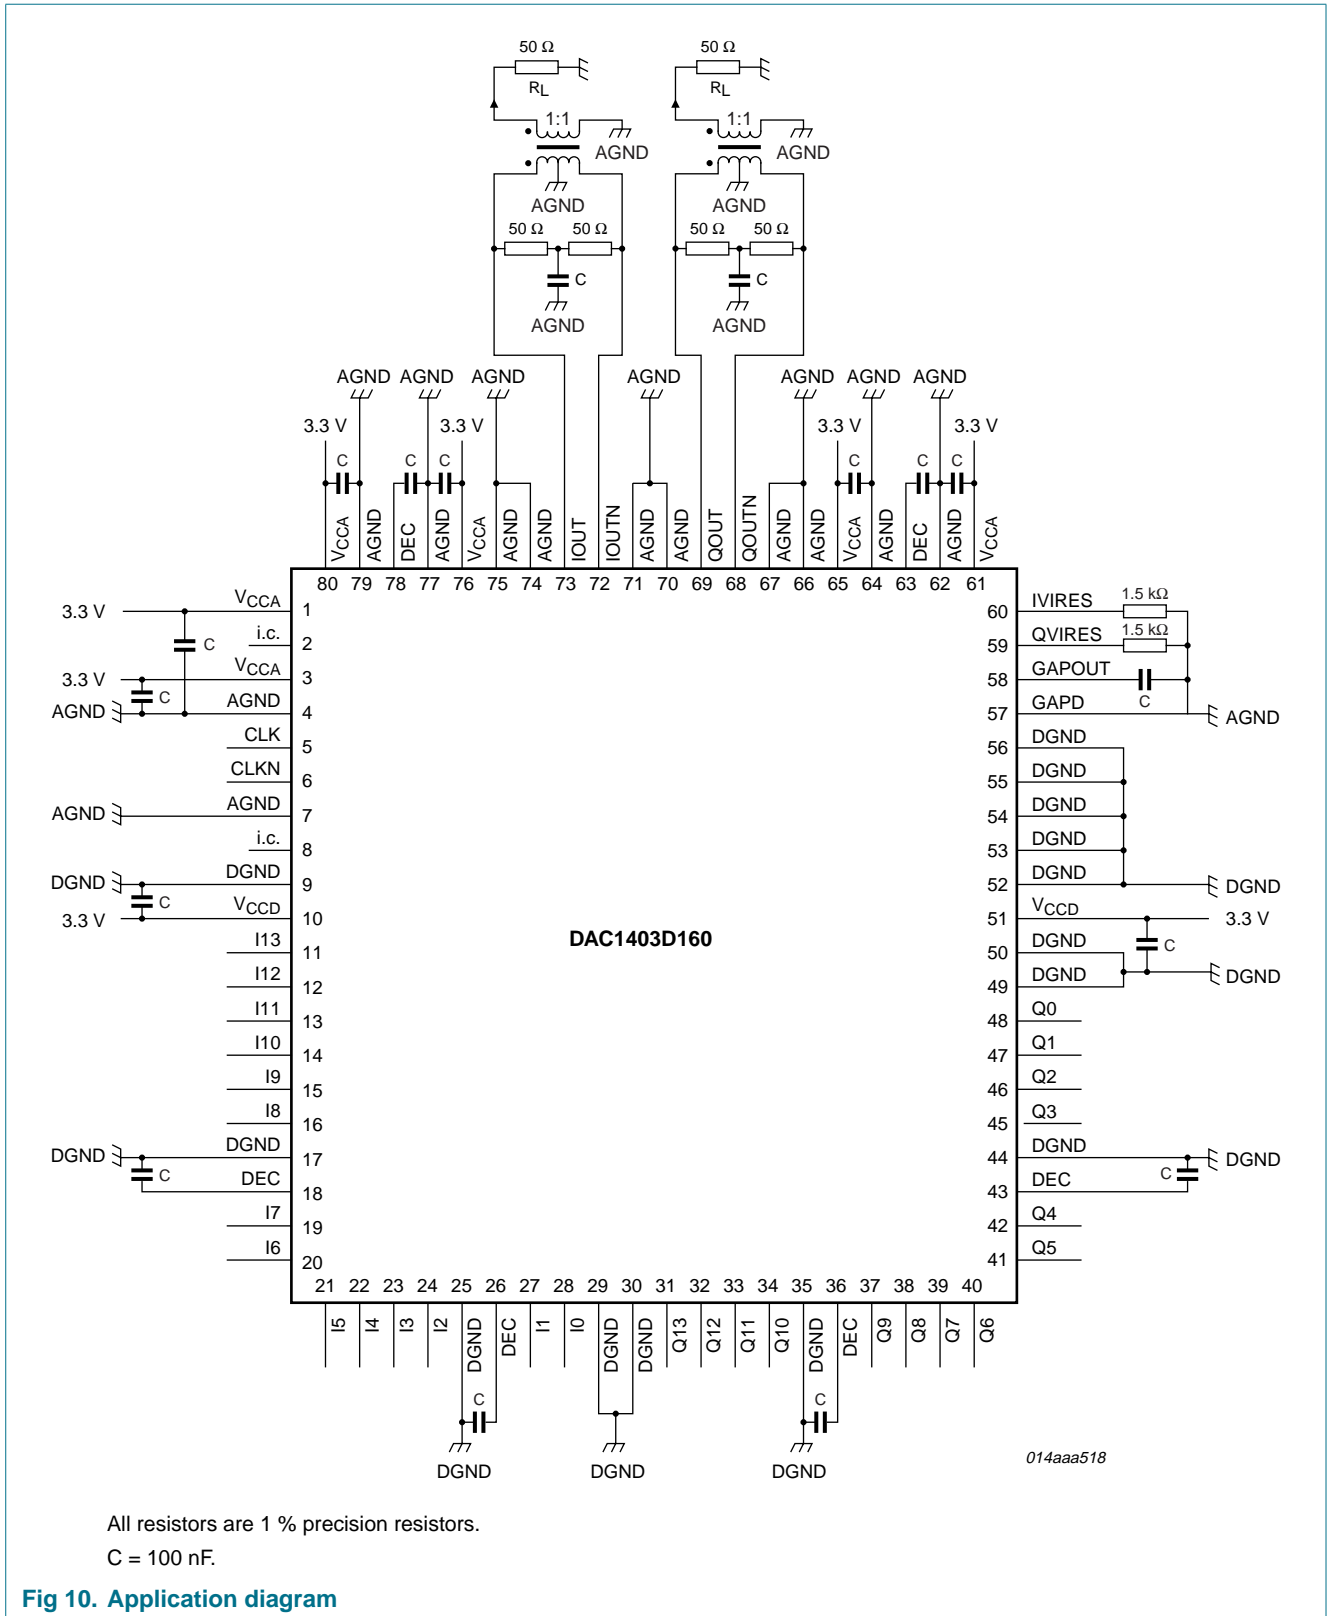 50 Ω 50 Ω
RL RL
1:1 1:1
AGND AGND
AGND AGND
50 Ω 50 Ω 50 Ω 50 Ω
C C
AGND AGND
AGND AGND AGND AGND AGND AGND AGND
3.3 V 3.3 V 3.3 V 3.3 V
C C C C C C
VCCA AGND DEC AGND VCCA AGND AGND IOUT IOUTN AGND AGND QOUT QOUTN AGND AGND VCCA AGND DEC AGND VCCA
80 79 78 77 76 75 74 73 72 71 70 69 68 67 66 65 64 63 62 61
3.3 V VCCA 1 60 IVIRES 1.5 kΩ
i.c. 2 C 59 QVIRES 1.5 kΩ
3.3 V VCCA 3 58 GAPOUT C
C
AGND AGND 4 57 GAPD AGND
CLK 5 56 DGND
CLKN 6 55 DGND
AGND AGND 7 54 DGND
i.c. 8 53 DGND
DGND DGND 9 52 DGND DGND
C
3.3 V VCCD 10 51 VCCD 3.3 V
DAC1403D160
I13 11 50 DGND C
I12 12 49 DGND DGND
I11 13 48 Q0
I10 14 47 Q1
I9 15 46 Q2
I8 16 45 Q3
DGND DGND 17 44 DGND DGND
C C
DEC 18 43 DEC
I7 19 42 Q4
I6 20 41 Q5
21 22 23 24 25 26 27 28 29 30 31 32 33 34 35 36 37 38 39 40
I5 I4 I3 I2 DGND DEC I1 I0 DGND DGND Q13 Q12 Q11 Q10 DGND DEC Q9 Q8 Q7 Q6
C C
DGND DGND DGND
014aaa518
All resistors are 1 % precision resistors.
C = 100 nF.
Fig 10. Application diagram